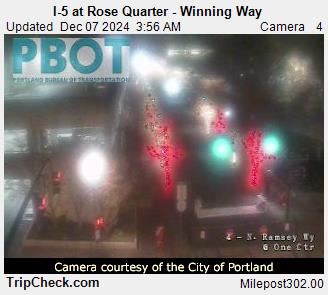 I-5 at Rose Quarter - Winning Way
Updated Dec 07 2024 3:56 AM Camera 4
PBOT
PORTLAND BUREAU OF TRANSPORTATION
4 - N. Ramsey Wy
@ One Ctr
Camera courtesy of the City of Portland
TripCheck.com Milepost302.00